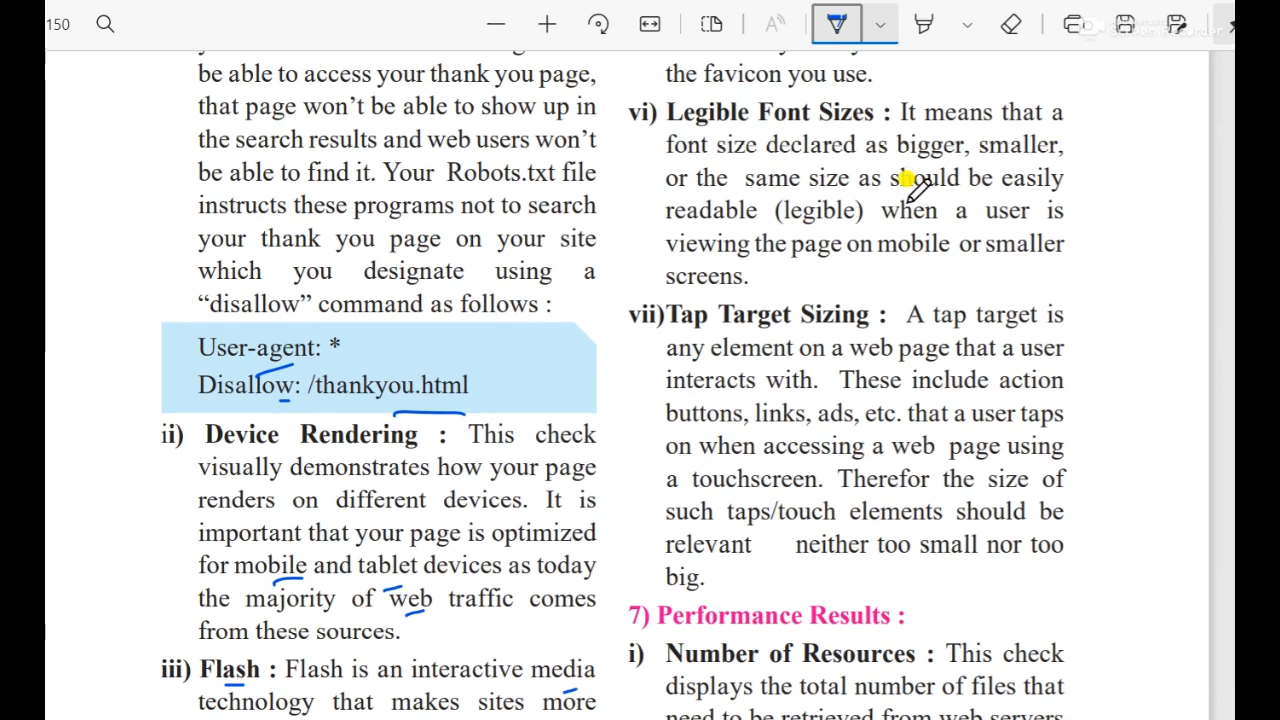 150
be able to access your thank you page,
that page won't be able to show up in
the search results and web users won't
be able to find it. Your Robots.txt file
instructs these programs not to search
your thank you page on your site
which you designate using a
“disallow” command as follows :
User-agent: *
Disallow: /thankyou.html
ii) Device Rendering : This check
visually demonstrates how your page
renders on different devices. It is
important that your page is optimized
for mobile and tablet devices as today
the majority of web traffic comes
from these sources.
iii) Flash : Flash is an interactive media
technology that makes sites more
the favicon you use.
vi) Legible Font Sizes : It means that a
font size declared as bigger, smaller,
or the same size as should be easily
readable (legible) when a user is
viewing the page on mobile or smaller
screens.
vii)Tap Target Sizing : A tap target is
any element on a web page that a user
interacts with. These include action
buttons, links, ads, etc. that a user taps
on when accessing a web page using
a touchscreen. Therefor the size of
such taps/touch elements should be
relevant neither too small nor too
big.
7) Performance Results :
i) Number of Resources : This check
displays the total number of files that
need to be retrieved from web servers